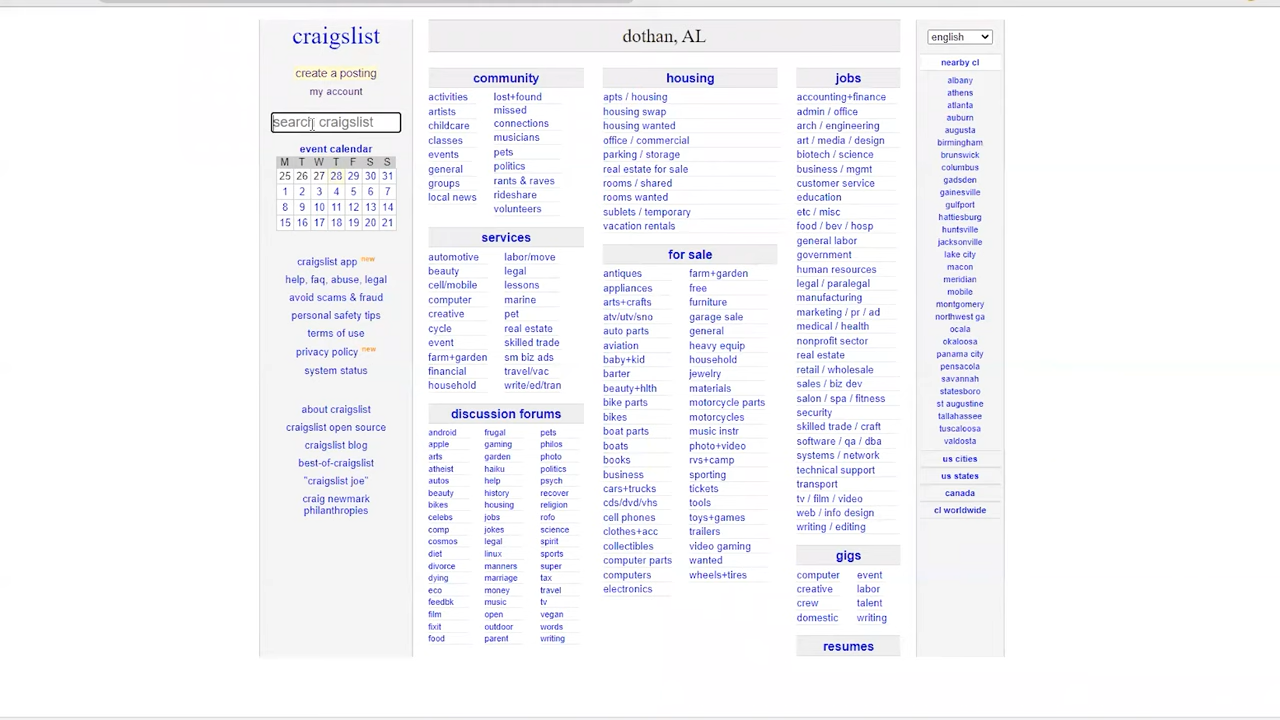 craigslist
create a posting
my account
search craigslist
event calendar
M T W T F S S
25 26 27 28 29 30 31
1 2 3 4 5 6 7
8 9 10 11 12 13 14
15 16 17 18 19 20 21
craigslist app new
help, faq, abuse, legal
avoid scams & fraud
personal safety tips
terms of use
privacy policy new
system status
about craigslist
craigslist open source
craigslist blog
best-of-craigslist
"craigslist joe"
craig newmark
philanthropies
dothan, AL
community
activities
artists
childcare
classes
events
general
groups
local news
lost+found
missed
connections
musicians
pets
politics
rants & raves
rideshare
volunteers
services
automotive
beauty
cell/mobile
computer
creative
cycle
event
farm+garden
financial
household
labor/move
legal
lessons
marine
pet
real estate
skilled trade
sm biz ads
travel/vac
write/ed/tran
discussion forums
android
apple
arts
atheist
autos
beauty
bikes
celebs
comp
cosmos
diet
divorce
dying
eco
feedbk
film
fixit
food
frugal
gaming
garden
haiku
help
history
housing
jobs
jokes
legal
linux
manners
marriage
money
music
open
outdoor
parent
pets
philos
photo
politics
psych
recover
religion
rofo
science
spirit
sports
super
tax
travel
tv
vegan
words
writing
housing
apts / housing
housing swap
housing wanted
office / commercial
parking / storage
real estate for sale
rooms / shared
rooms wanted
sublets / temporary
vacation rentals
for sale
antiques
appliances
arts+crafts
atv/utv/sno
auto parts
aviation
baby+kid
barter
beauty+hlth
bike parts
bikes
boat parts
boats
books
business
cars+trucks
cds/dvd/vhs
cell phones
clothes+acc
collectibles
computer parts
computers
electronics
farm+garden
free
furniture
garage sale
general
heavy equip
household
jewelry
materials
motorcycle parts
motorcycles
music instr
photo+video
rvs+camp
sporting
tickets
tools
toys+games
trailers
video gaming
wanted
wheels+tires
jobs
accounting+finance
admin / office
arch / engineering
art / media / design
biotech / science
business / mgmt
customer service
education
etc / misc
food / bev / hosp
general labor
government
human resources
legal / paralegal
manufacturing
marketing / pr / ad
medical / health
nonprofit sector
real estate
retail / wholesale
sales / biz dev
salon / spa / fitness
security
skilled trade / craft
software / qa / dba
systems / network
technical support
transport
tv / film / video
web / info design
writing / editing
gigs
computer
creative
crew
domestic
event
labor
talent
writing
resumes
english
nearby cl
albany
athens
atlanta
auburn
augusta
birmingham
brunswick
columbus
gadsden
gainesville
gulfport
hattiesburg
huntsville
jacksonville
lake city
macon
meridian
mobile
montgomery
northwest ga
ocala
okaloosa
panama city
pensacola
savannah
statesboro
st augustine
tallahassee
tuscaloosa
valdosta
us cities
us states
canada
cl worldwide